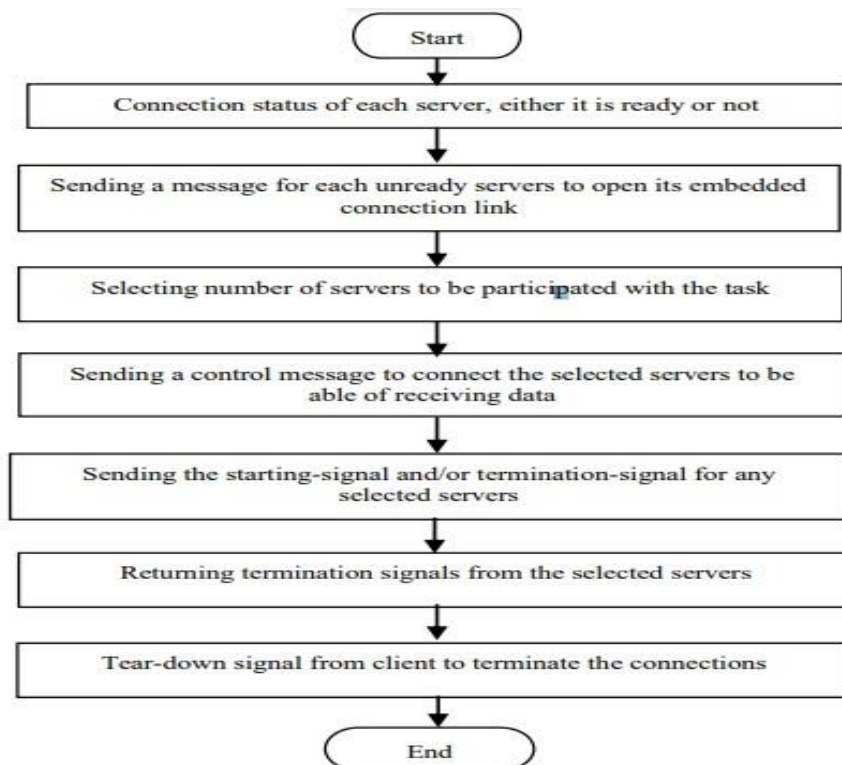 Start
Connection status of each server, either it is ready or not
Sending a message for each unready servers to open its embedded
connection link
Selecting number of servers to be participated with the task
Sending a control message to connect the selected servers to be
able of receiving data
Sending the starting-signal and/or termination-signal for any
selected servers
Returning termination signals from the selected servers
Tear-down signal from client to terminate the connections
End